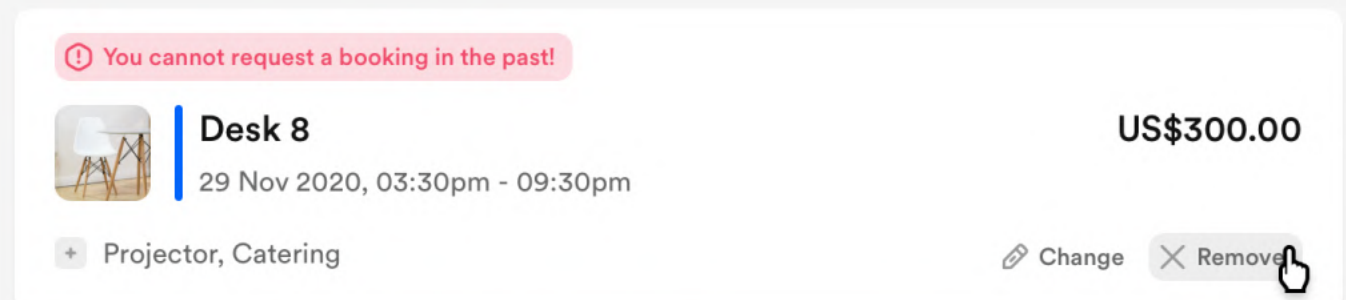 You cannot request a booking in the past!
Desk 8
US$300.00
29 Nov 2020, 03:30pm - 09:30pm
Projector, Catering
Change
Remove